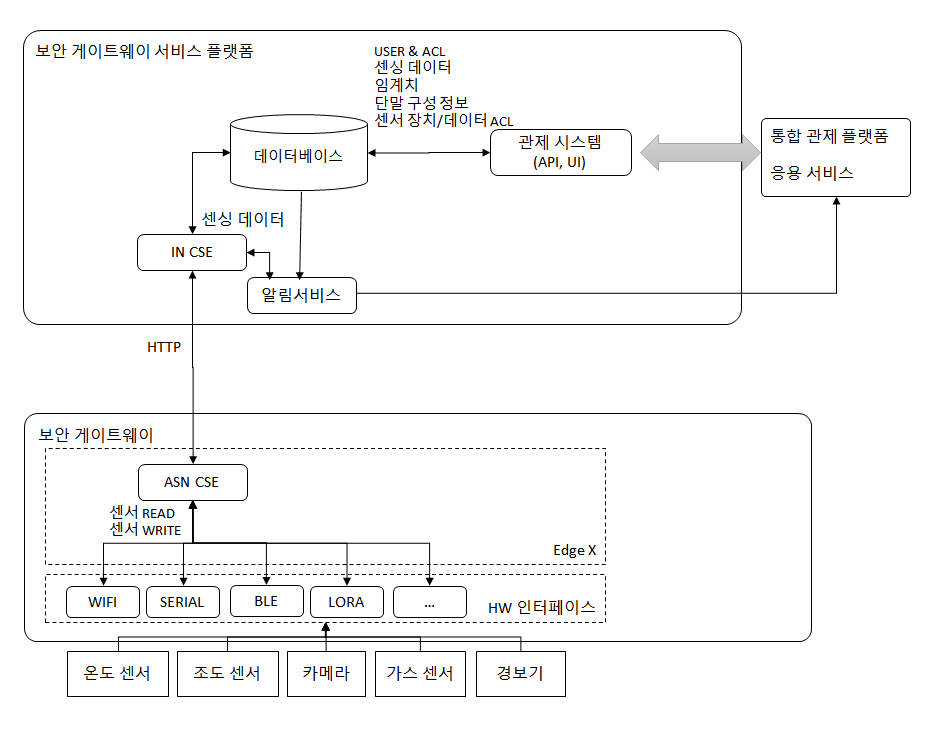 보안 게이트웨이 서비스 플랫폼
USER & ACL
센싱 데이터
임계치
단말 구성 정보
센서 장치/데이터 ACL
데이터베이스
관제 시스템
(API, UI)
통합 관제 플랫폼
응용 서비스
센싱 데이터
IN CSE
알림서비스
HTTP
보안 게이트웨이
ASN CSE
센서 READ
센서 WRITE
Edge X
WIFI
SERIAL
BLE
LORA
...
HW 인터페이스
온도 센서
조도 센서
카메라
가스 센서
경보기